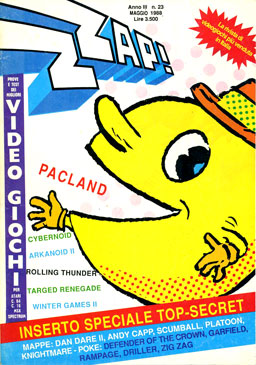 Anno III n. 23
MAGGIO 1988
Lire 3.500
ZZAP!
La rivista di
videogiochi più venduta
in Italia
PROVE
E TEST
DEI
MIGLIORI
VIDEO GIOCHI
PER
ATARI
C 64
C 16
MSX
SPECTRUM
PACLAND
CYBERNOID
ARKANOID II
ROLLING THUNDER
TARGED RENEGADE
WINTER GAMES II
INSERTO SPECIALE TOP-SECRET
MAPPE: DAN DARE II, ANDY CAPP, SCUMBALL, PLATOON,
KNIGHTMARE - POKE: DEFENDER OF THE CROWN, GARFIELD,
RAMPAGE, DRILLER, ZIG ZAG